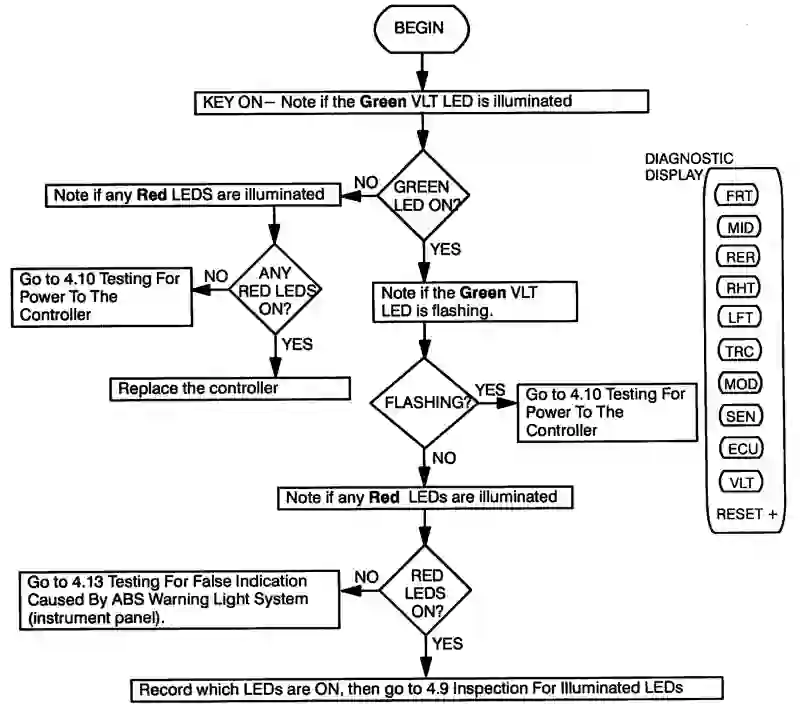 BEGIN
KEY ON – Note if the Green VLT LED is illuminated
GREEN
LED ON?
NO
YES
Note if any Red LEDS are illuminated
ANY
RED LEDS
ON?
NO
YES
Go to 4.10 Testing For
Power To The
Controller
Replace the controller
Note if the Green VLT
LED is flashing.
FLASHING?
YES
NO
Go to 4.10 Testing For
Power To The
Controller
Note if any Red LEDs are illuminated
RED
LEDS
ON?
NO
YES
Go to 4.13 Testing For False Indication
Caused By ABS Warning Light System
(instrument panel).
Record which LEDs are ON, then go to 4.9 Inspection For Illuminated LEDs
DIAGNOSTIC
DISPLAY
FRT
MID
RER
RHT
LFT
TRC
MOD
SEN
ECU
VLT
RESET +